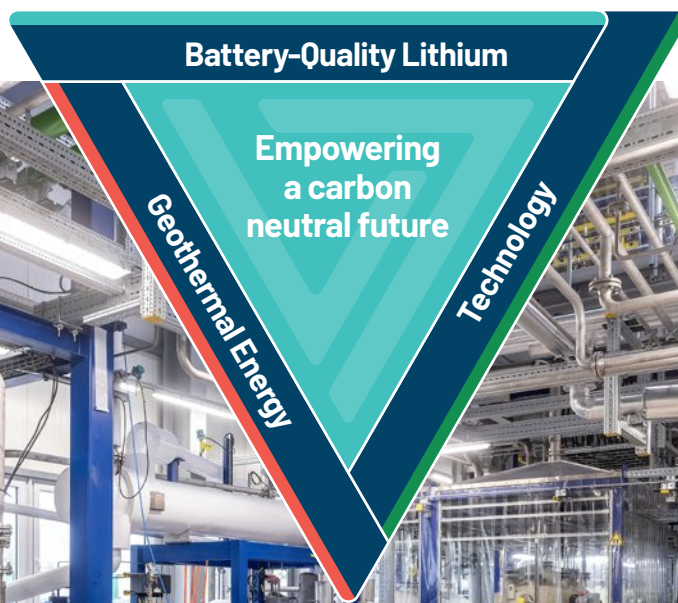 Battery-Quality Lithium
Empowering
a carbon
neutral future
Geothermal Energy
Technology